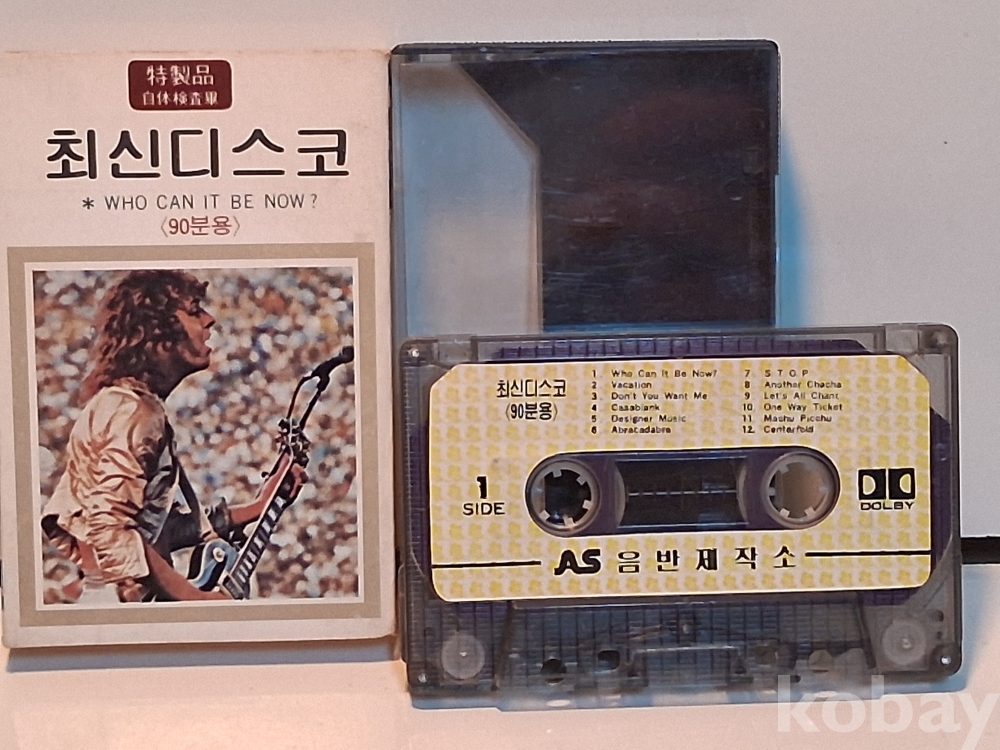 特製品
自体検査畢
최신디스코
* WHO CAN IT BE NOW?
〈90분용〉
최신디스코
〈90분용〉
1 Who Can It Be Now?
2 Vacation
3 Don't You Want Me
4 Casablank
5 Designer Music
6 Abracadabra
7 S T O P
8 Another Chacha
9 Let's All Chant
10 One Way Ticket
11 Machu Picchu
12 Centerfold
1
SIDE
DOLBY
AS 음반제작소
kobay